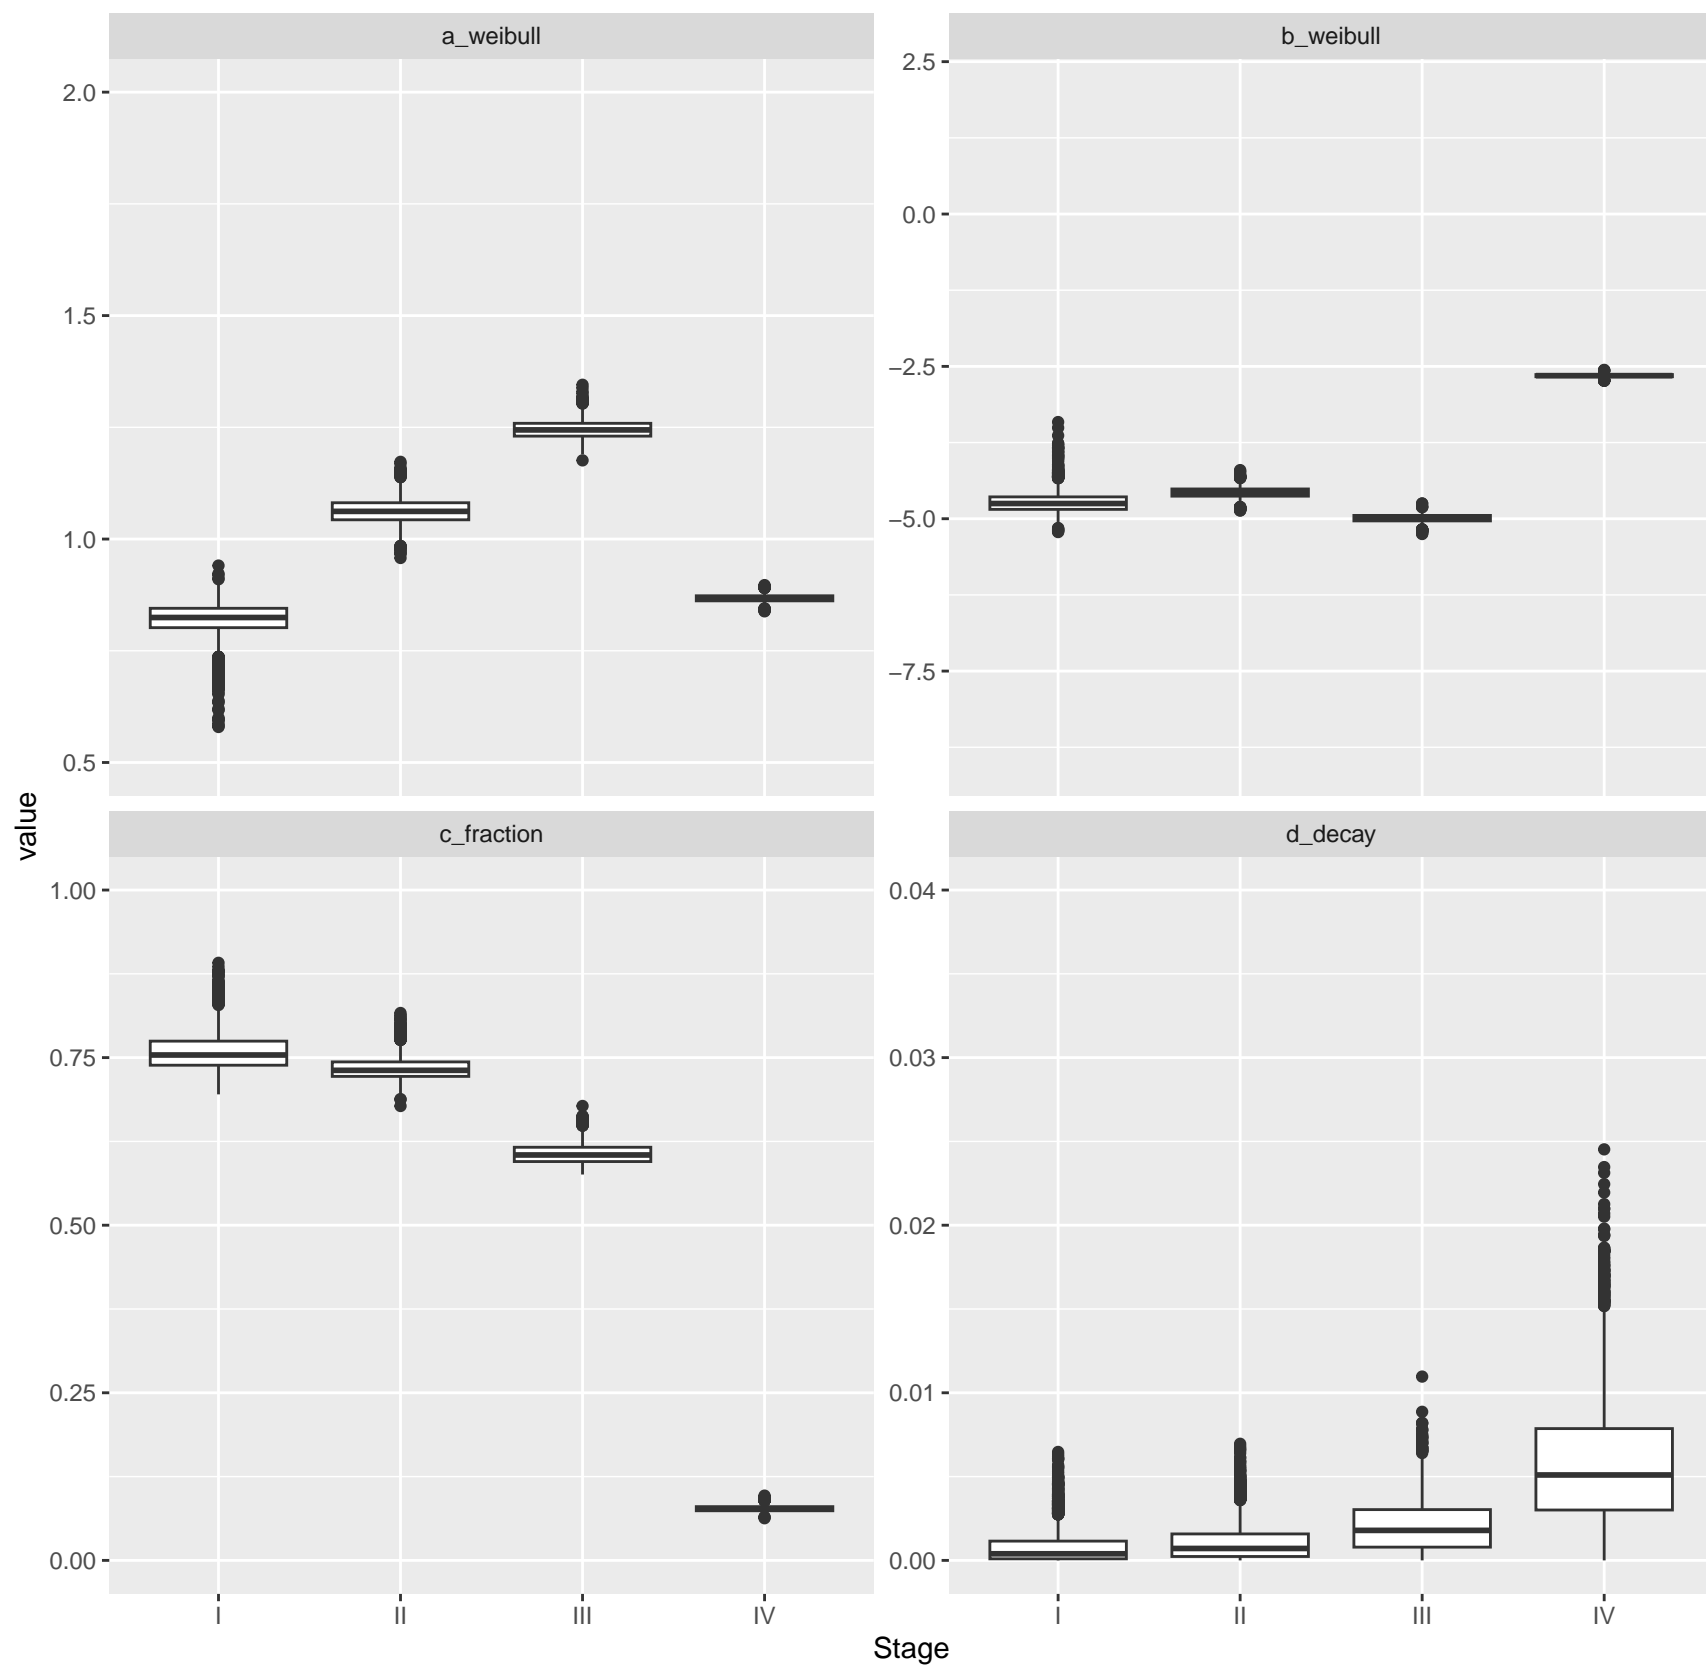 a_weibull
b_weibull
2.0
1.5
1.0
0.5
2.5
0.0
−2.5
−5.0
−7.5
value
c_fraction
d_decay
1.00
0.75
0.50
0.25
0.00
0.04
0.03
0.02
0.01
0.00
I II III IV
I II III IV
Stage